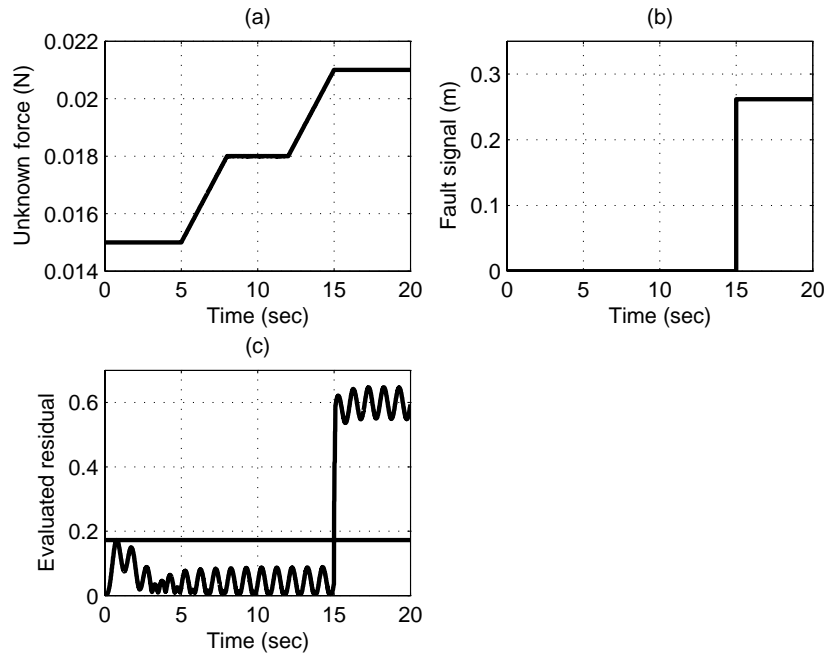 (a)
Unknown force (N)
0.022
0.02
0.018
0.016
0.014
0 5 10 15 20
Time (sec)
(b)
Fault signal (m)
0.3
0.2
0.1
0
0 5 10 15 20
Time (sec)
(c)
Evaluated residual
0.6
0.4
0.2
0
0 5 10 15 20
Time (sec)